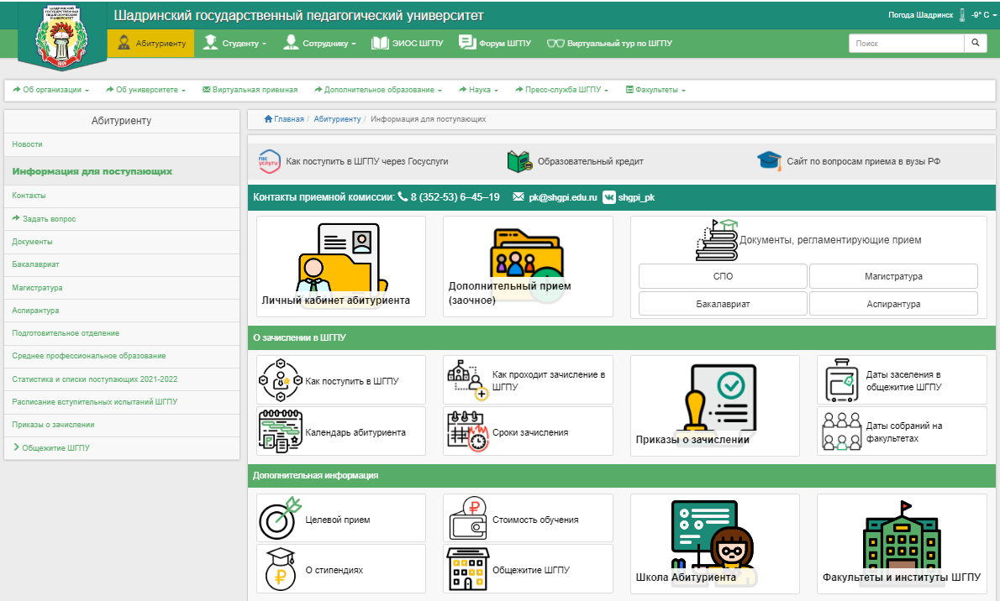 ШАДРИНСКИЙ
ГОСУДАРСТВЕННЫЙ
ПЕДАГОГИЧЕСКИЙ
УНИВЕРСИТЕТ
1939
Шадринский государственный педагогический университет
Погода Шадринск -9° C
Абитуриенту Студенту Сотруднику ЭИОС ШГПУ Форум ШГПУ Виртуальный тур по ШГПУ Поиск
Об организации Об университете Виртуальная приемная Дополнительное образование Наука Пресс-служба ШГПУ Факультеты
Абитуриенту
Новости
Информация для поступающих
Контакты
Задать вопрос
Документы
Бакалавриат
Магистратура
Аспирантура
Подготовительное отделение
Среднее профессиональное образование
Статистика и списки поступающих 2021-2022
Расписание вступительных испытаний ШГПУ
Приказы о зачислении
Общежитие ШГПУ
Главная / Абитуриенту / Информация для поступающих
гос
услуги
Как поступить в ШГПУ через Госуслуги
Образовательный кредит
Сайт по вопросам приема в вузы РФ
Контакты приемной комиссии: 8 (352-53) 6–45–19 pk@shgpi.edu.ru shgpi_pk
Личный кабинет абитуриента
Дополнительный прием
(заочное)
Документы, регламентирующие прием
СПО
Магистратура
Бакалавриат
Аспирантура
О зачислении в ШГПУ
Как поступить в ШГПУ
Как проходит зачисление в
ШГПУ
Календарь абитуриента
Сроки зачисления
Приказы о зачислении
Даты заселения в
общежитие ШГПУ
Даты собраний на
факультетах
Дополнительная информация
Целевой прием
Стоимость обучения
О стипендиях
Общежитие ШГПУ
Школа Абитуриента
Факультеты и институты ШГПУ